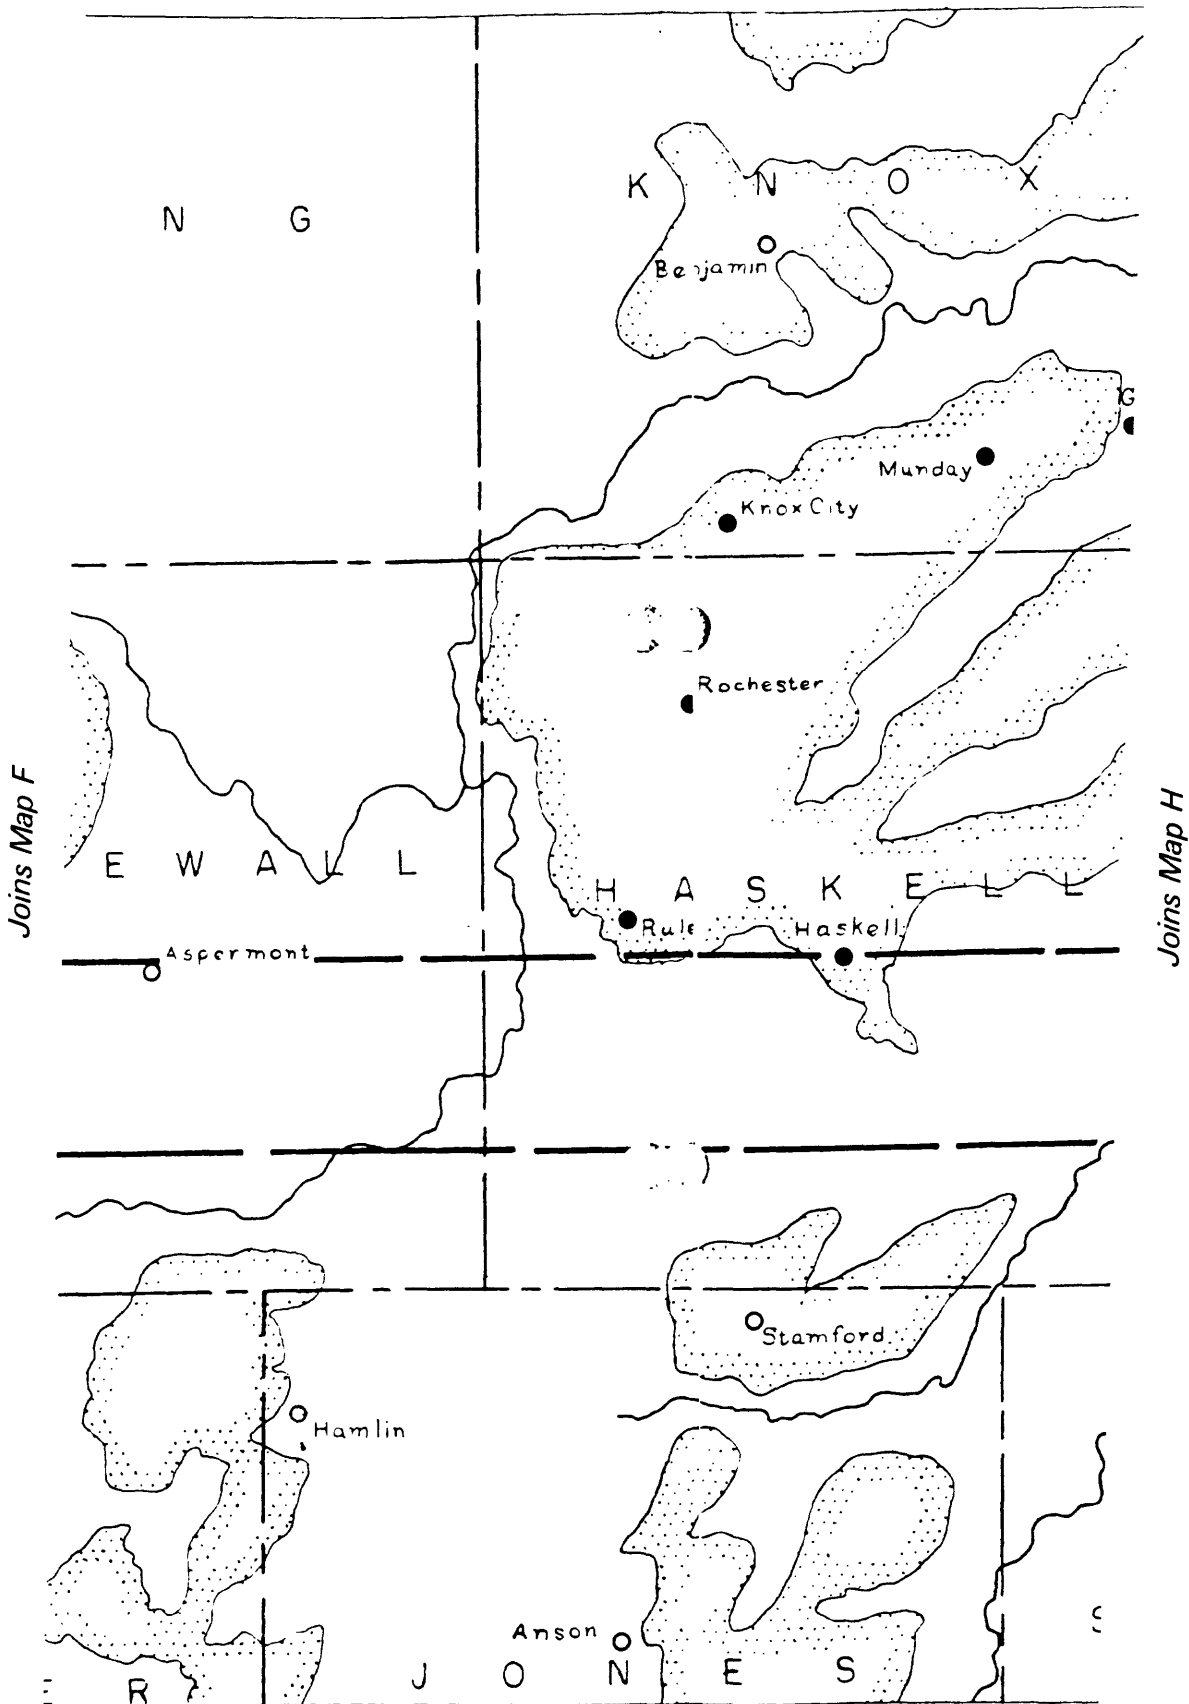 K N O X
N G
Benjamin
G
Munday
Knox City
Rochester
Joins Map F
Joins Map H
E W A L L
H A S K E L L
Rule
Haskell
Aspermont
Stamford
Hamlin
Anson
S
J O N E S
R